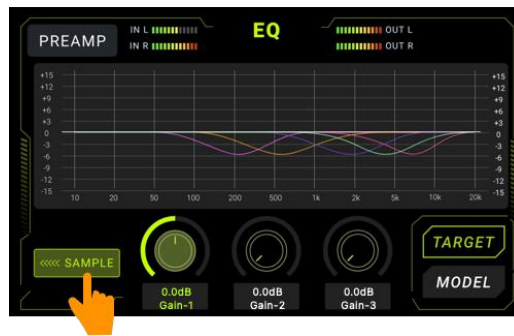 PREAMP
IN L
IN R
EQ
OUT L
OUT R
+15 +15
+12 +12
+9 +9
+6 +6
+3 +3
0 0
-3 -3
-6 -6
-9 -9
-12 -12
-15 -15
10 20 50 100 200 500 1k 2k 5k 10k 20k
<<<<< SAMPLE
TARGET
MODEL
0.0dB 0.0dB 0.0dB
Gain-1 Gain-2 Gain-3